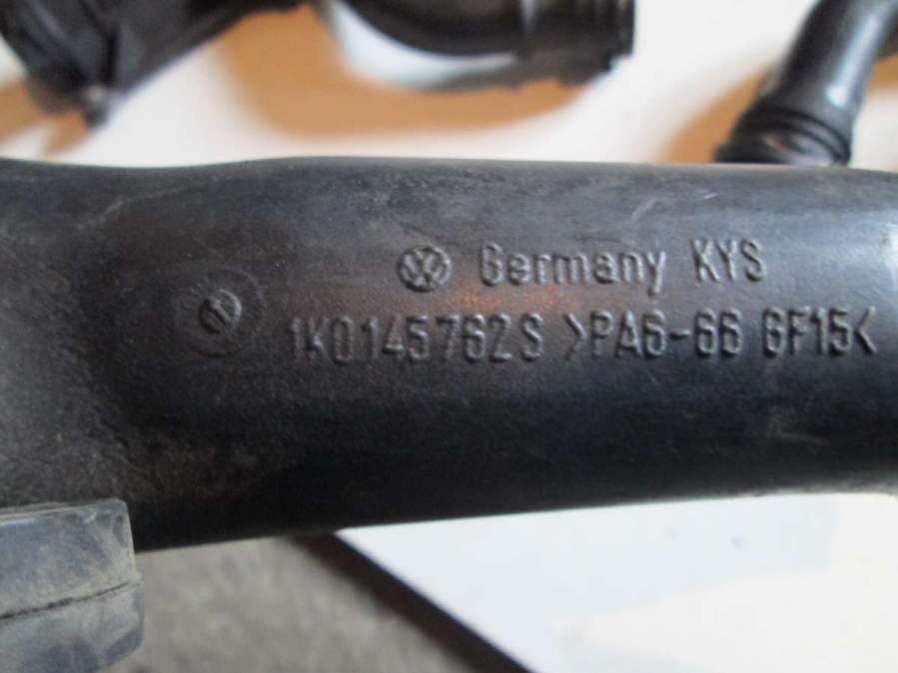 Germany KYS
1K0145762S >PA6-66 GF15<